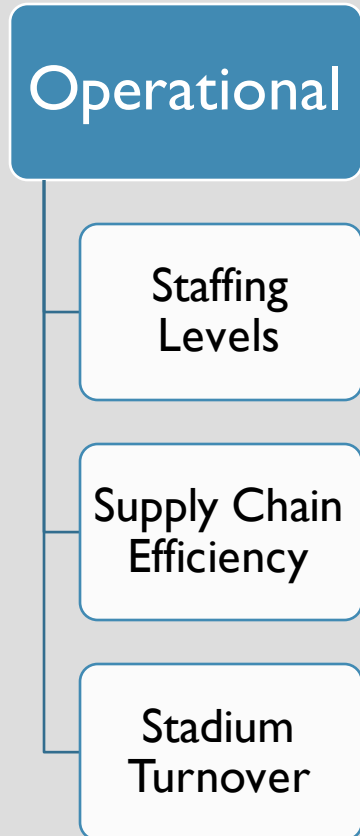 Operational
Staffing
Levels
Supply Chain
Efficiency
Stadium
Turnover